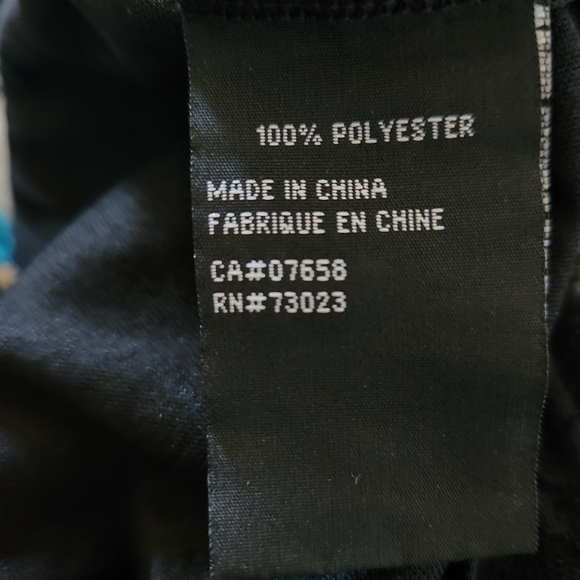 100% POLYESTER
MADE IN CHINA
FABRIQUE EN CHINE
CA#07658
RN#73023